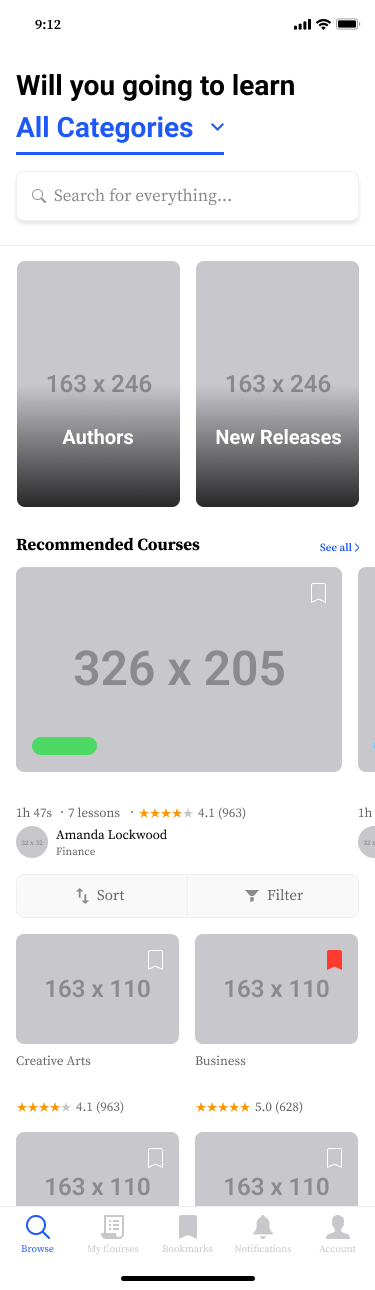 9:12
Will you going to learn
All Categories
Search for everything...
163 x 246
163 x 246
Authors
New Releases
Recommended Courses
See all
326 x 205
1h 47s · 7 lessons · 4.1 (963)
1h
Amanda Lockwood
32 x 32
Finance
Sort
Filter
163 x 110
163 x 110
Creative Arts
Business
4.1 (963)
5.0 (628)
163 x 110
163 x 110
Browse
My Courses
Bookmarks
Notifications
Account